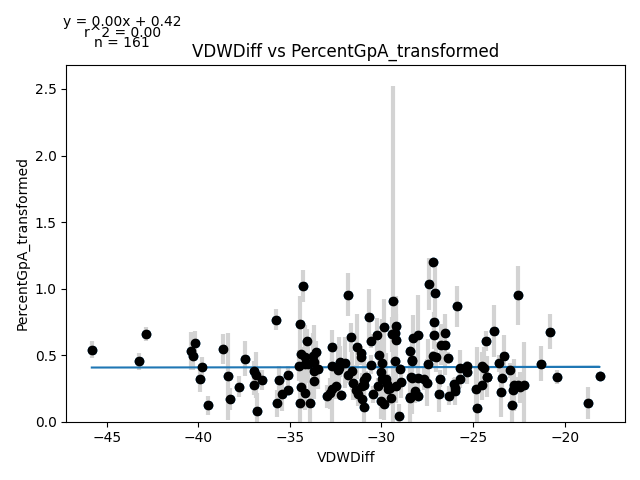 y = 0.00x + 0.42
r^2 = 0.00
n = 161
VDWDiff vs PercentGpA_transformed
2.5
2.0
1.5
1.0
0.5
0.0
PercentGpA_transformed
−45
−40
−35
−30
−25
−20
VDWDiff